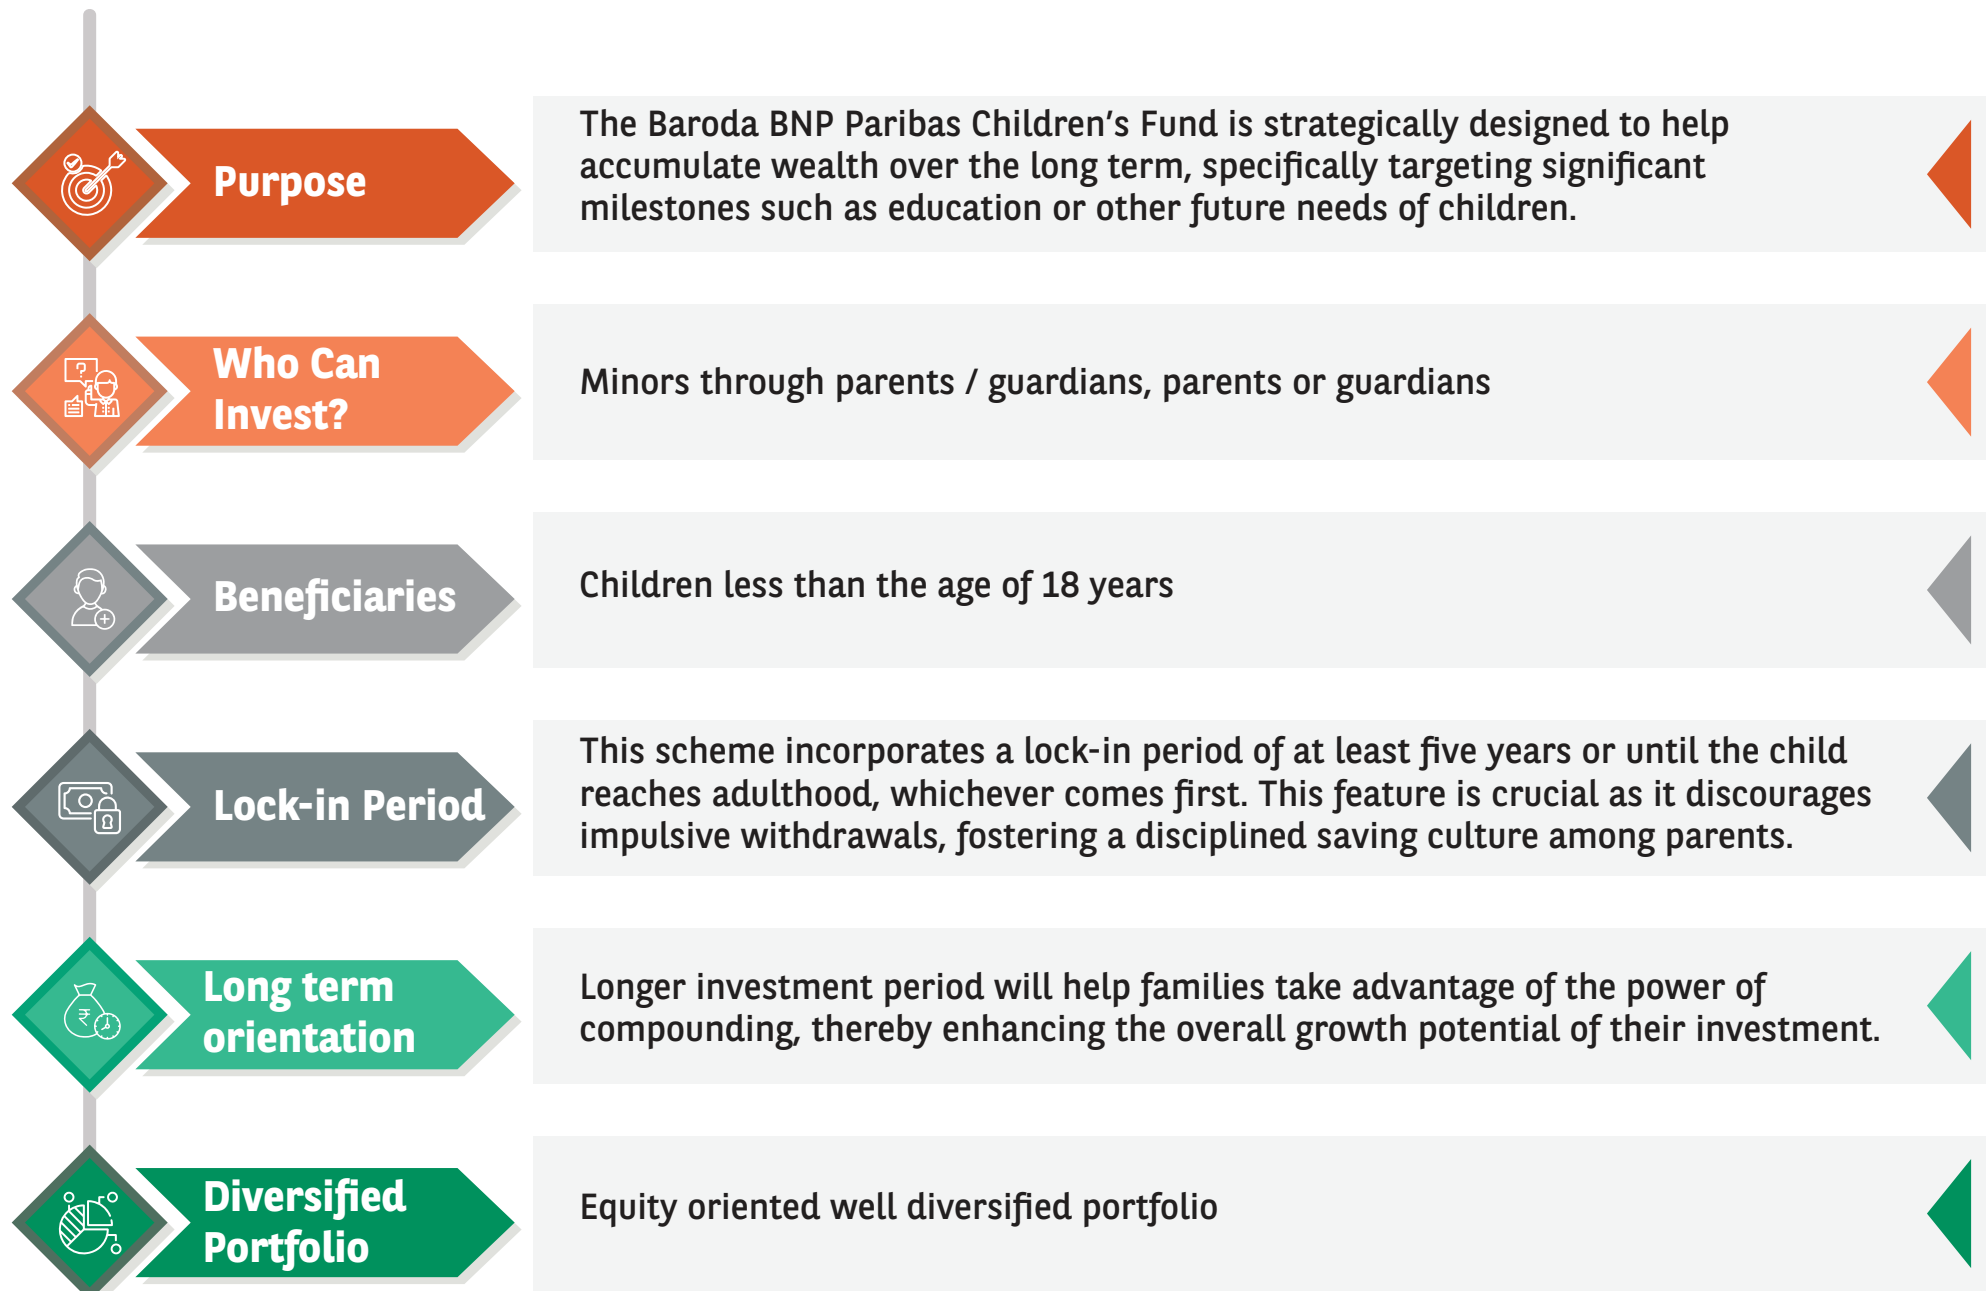 Purpose
The Baroda BNP Paribas Children's Fund is strategically designed to help
accumulate wealth over the long term, specifically targeting significant
milestones such as education or other future needs of children.
Who Can
Invest?
Minors through parents / guardians, parents or guardians
Beneficiaries
Children less than the age of 18 years
Lock-in Period
This scheme incorporates a lock-in period of at least five years or until the child
reaches adulthood, whichever comes first. This feature is crucial as it discourages
impulsive withdrawals, fostering a disciplined saving culture among parents.
Long term
orientation
Longer investment period will help families take advantage of the power of
compounding, thereby enhancing the overall growth potential of their investment.
Diversified
Portfolio
Equity oriented well diversified portfolio